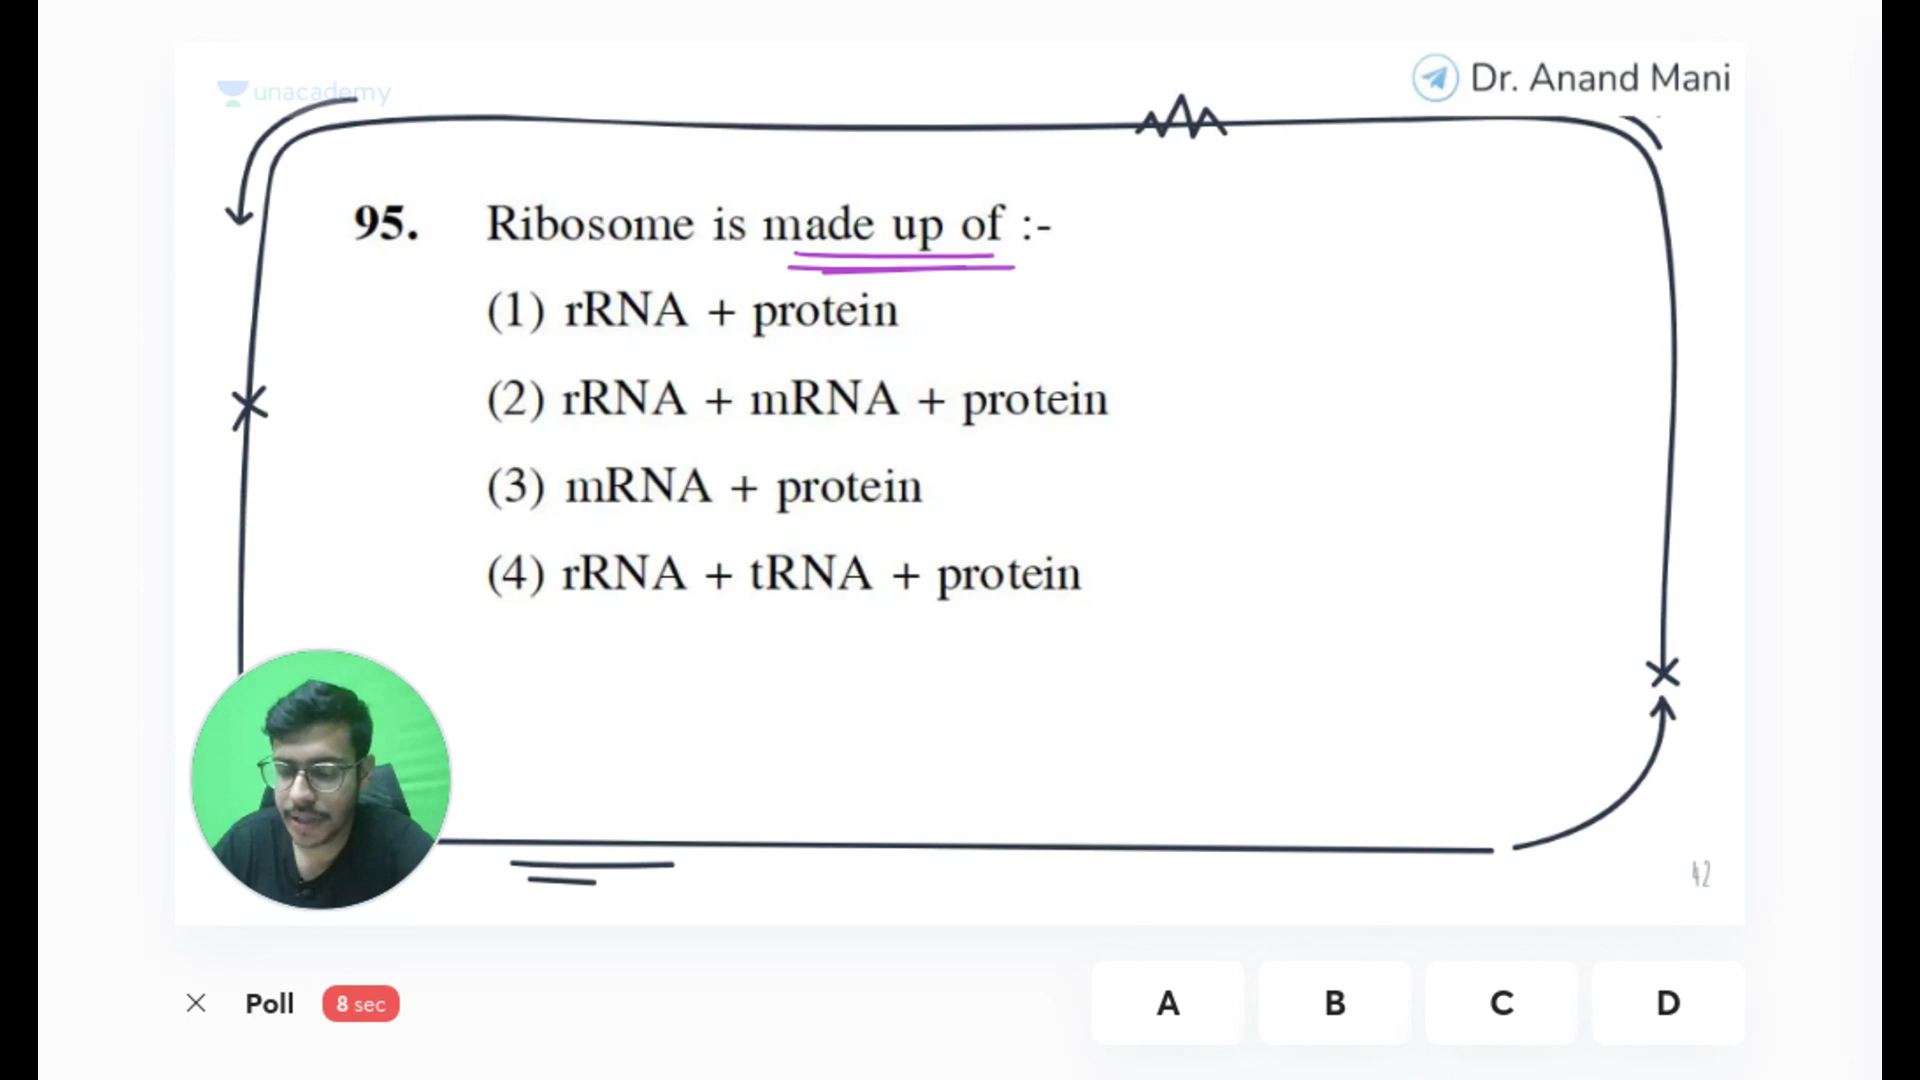 unacademy
Dr. Anand Mani
95. Ribosome is made up of :-
(1) rRNA + protein
(2) rRNA + mRNA + protein
(3) mRNA + protein
(4) rRNA + tRNA + protein
42
Poll 8 sec A B C D